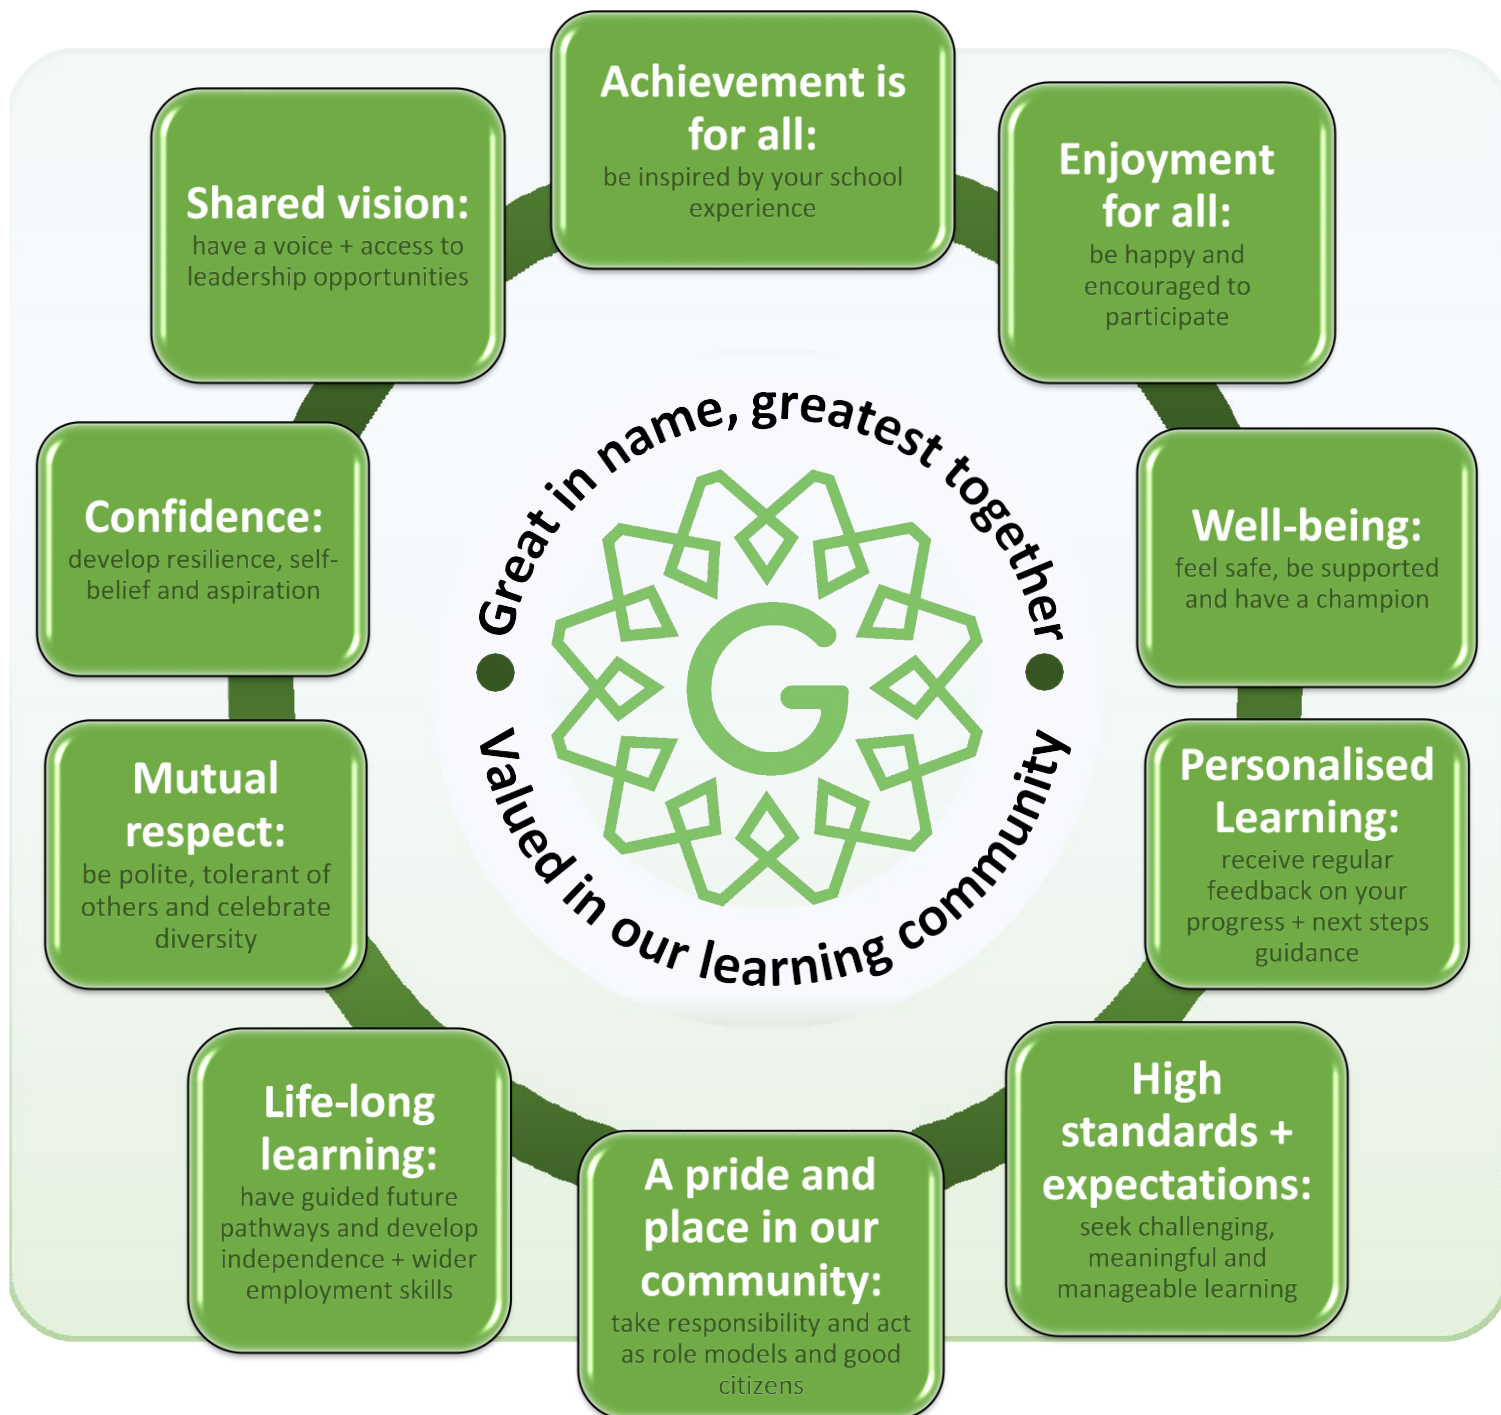 Achievement is
for all:
be inspired by your school
experience
Enjoyment
for all:
be happy and
encouraged to
participate
Well-being:
feel safe, be supported
and have a champion
Personalised
Learning:
receive regular
feedback on your
progress + next steps
guidance
High
standards +
expectations:
seek challenging,
meaningful and
manageable learning
A pride and
place in our
community:
take responsibility and act
as role models and good
citizens
Life-long
learning:
have guided future
pathways and develop
independence + wider
employment skills
Mutual
respect:
be polite, tolerant of
others and celebrate
diversity
Confidence:
develop resilience, self-
belief and aspiration
Shared vision:
have a voice + access to
leadership opportunities
Great in name, greatest together
G
Valued in our learning community